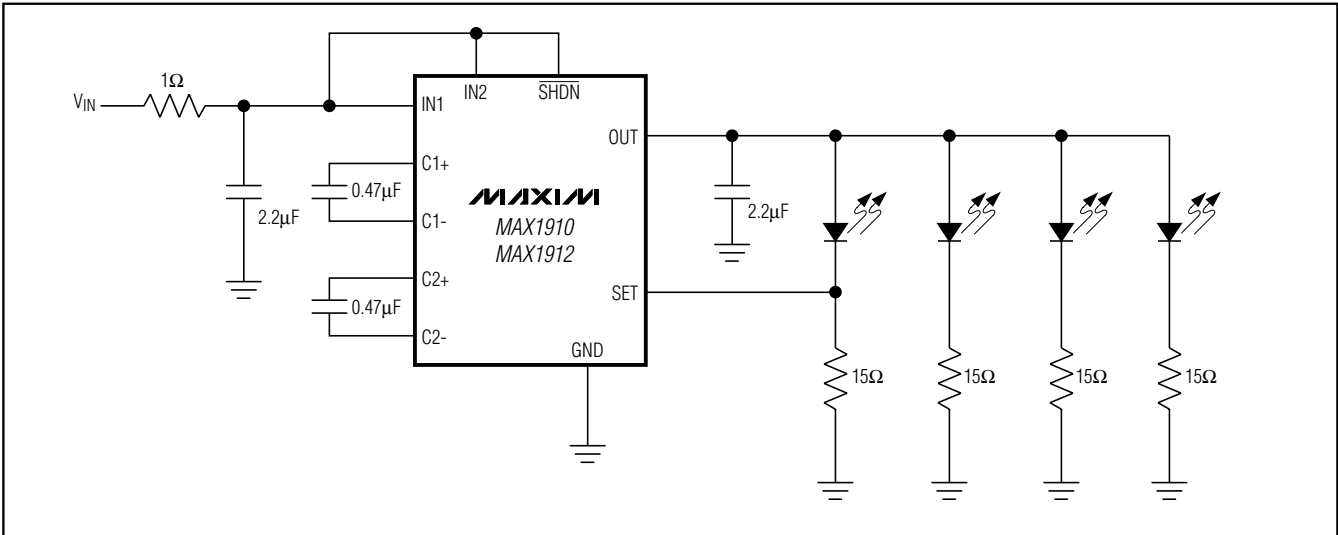 1Ω
VIN
IN1
IN2
SHDN
OUT
C1+
0.47μF
C1-
2.2μF
MAXIM
MAX1910
MAX1912
2.2μF
C2+
0.47μF
C2-
SET
GND
15Ω
15Ω
15Ω
15Ω